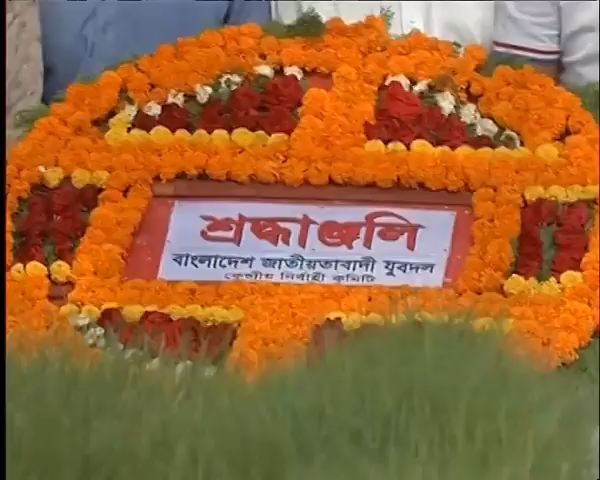 শ্রদ্ধাঞ্জলি
বাংলাদেশ জাতীয়তাবাদী যুবদল
কেন্দ্রীয় নির্বাহী কমিটি